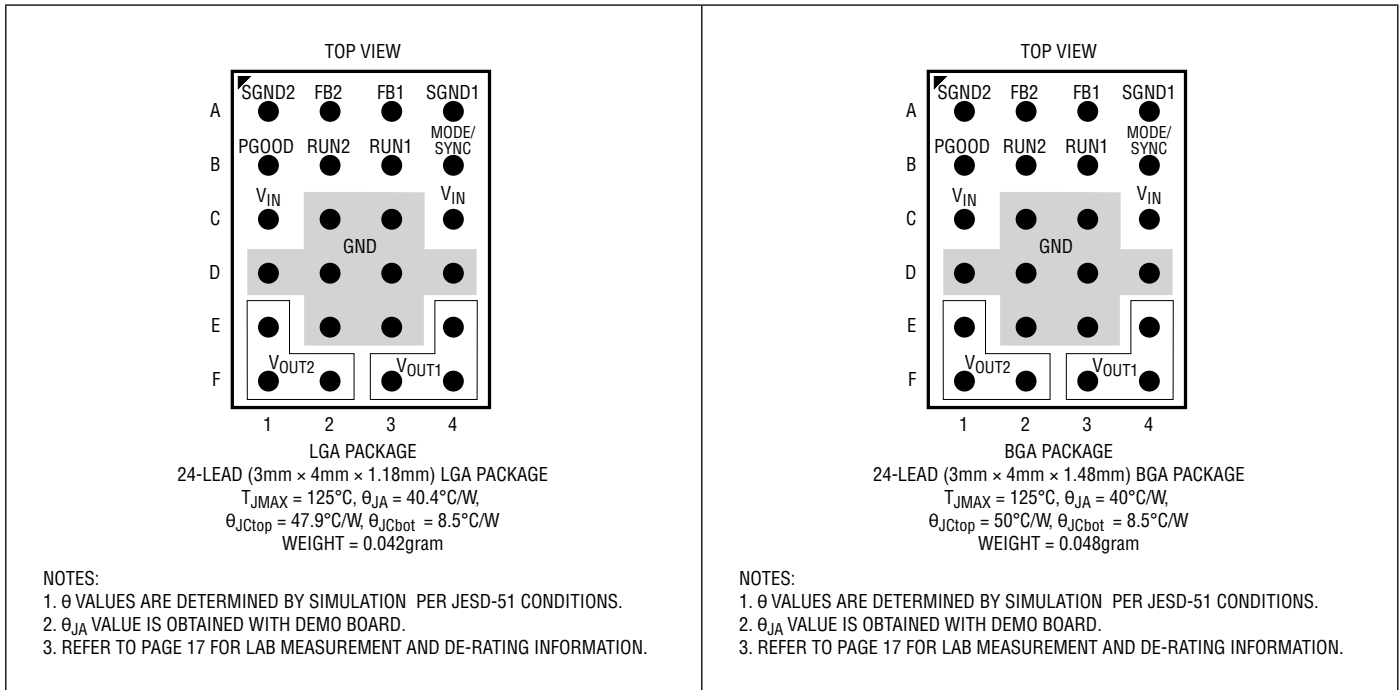 TOP VIEW
SGND2 FB2 FB1 SGND1
A
MODE/
SYNC
PGOOD RUN2 RUN1
B
VIN VIN
C
GND
D
E
VOUT2 VOUT1
F
1 2 3 4
LGA PACKAGE
24-LEAD (3mm × 4mm × 1.18mm) LGA PACKAGE
TJMAX = 125°C, θJA = 40.4°C/W,
θJCtop = 47.9°C/W, θJCbot = 8.5°C/W
WEIGHT = 0.042gram
NOTES:
1. θ VALUES ARE DETERMINED BY SIMULATION PER JESD-51 CONDITIONS.
2. θJA VALUE IS OBTAINED WITH DEMO BOARD.
3. REFER TO PAGE 17 FOR LAB MEASUREMENT AND DE-RATING INFORMATION.
TOP VIEW
SGND2 FB2 FB1 SGND1
A
MODE/
SYNC
PGOOD RUN2 RUN1
B
VIN VIN
C
GND
D
E
VOUT2 VOUT1
F
1 2 3 4
BGA PACKAGE
24-LEAD (3mm × 4mm × 1.48mm) BGA PACKAGE
TJMAX = 125°C, θJA = 40°C/W,
θJCtop = 50°C/W, θJCbot = 8.5°C/W
WEIGHT = 0.048gram
NOTES:
1. θ VALUES ARE DETERMINED BY SIMULATION PER JESD-51 CONDITIONS.
2. θJA VALUE IS OBTAINED WITH DEMO BOARD.
3. REFER TO PAGE 17 FOR LAB MEASUREMENT AND DE-RATING INFORMATION.